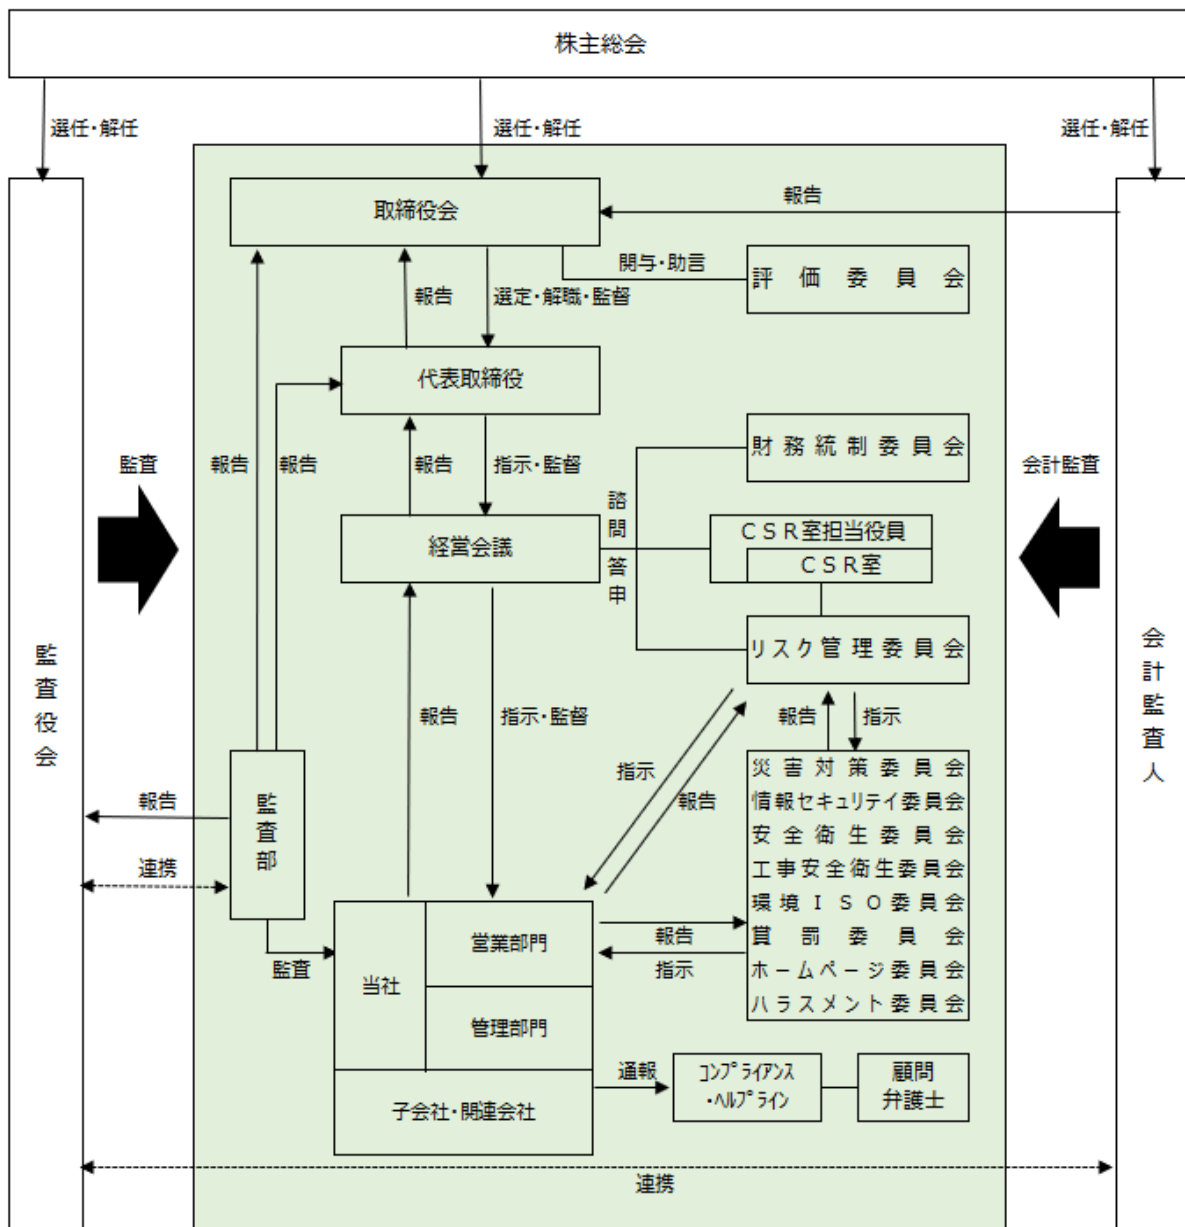 株主総会
選任・解任
選任・解任
選任・解任
取締役会
報告
関与・助言
評価委員会
報告
選定・解職・監督
代表取締役
監査
報告
報告
報告
指示・監督
財務統制委員会
会計監査
諮問
答申
経営会議
CSR室担当役員
CSR室
リスク管理委員会
監査役会
会計監査人
報告
指示・監督
報告
指示
指示
報告
監査部
報告
連携
災害対策委員会
情報セキュリテイ委員会
安全衛生委員会
工事安全衛生委員会
環境ISO委員会
賞罰委員会
ホームページ委員会
ハラスメント委員会
監査
当社
営業部門
管理部門
報告
指示
子会社・関連会社
通報
コンプライアンス
・ヘルプライン
顧問
弁護士
連携